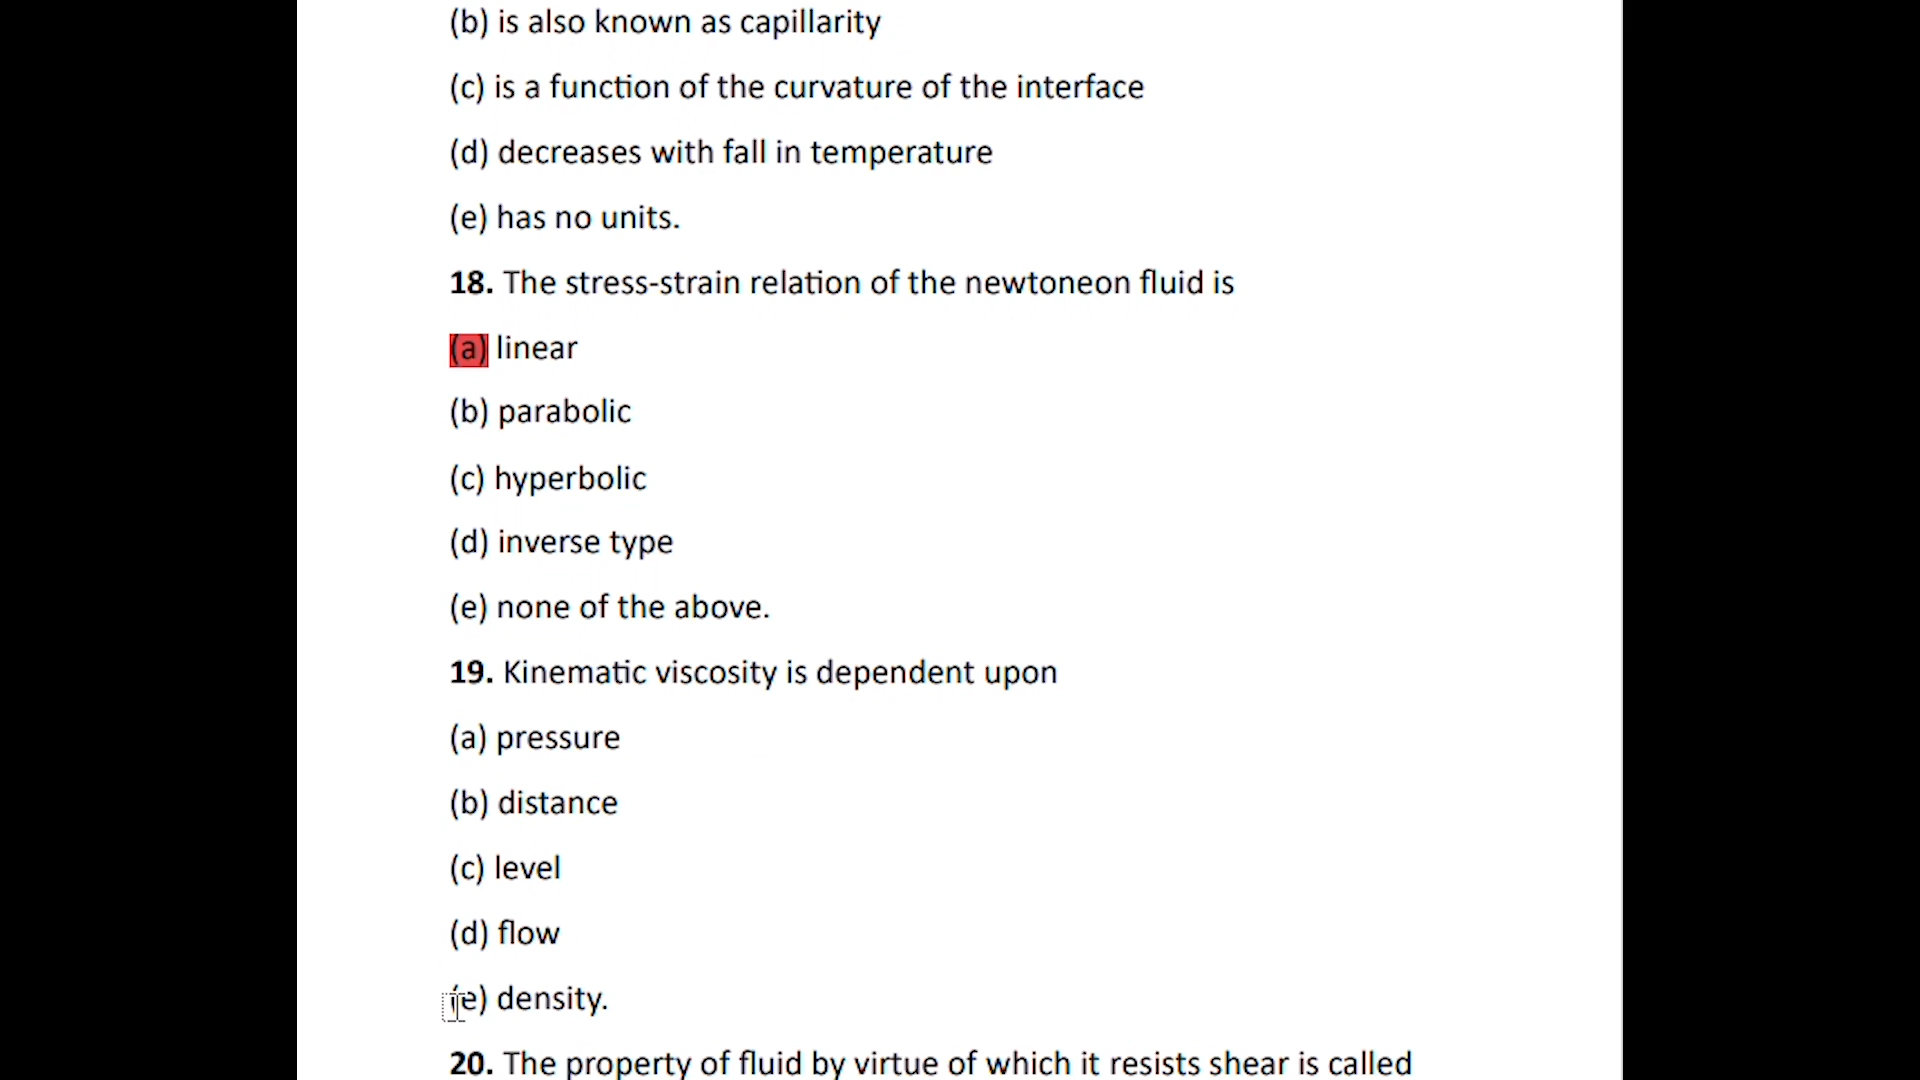 (b) is also known as capillarity
(c) is a function of the curvature of the interface
(d) decreases with fall in temperature
(e) has no units.
18. The stress-strain relation of the newtoneon fluid is
(a) linear
(b) parabolic
(c) hyperbolic
(d) inverse type
(e) none of the above.
19. Kinematic viscosity is dependent upon
(a) pressure
(b) distance
(c) level
(d) flow
(e) density.
20. The property of fluid by virtue of which it resists shear is called